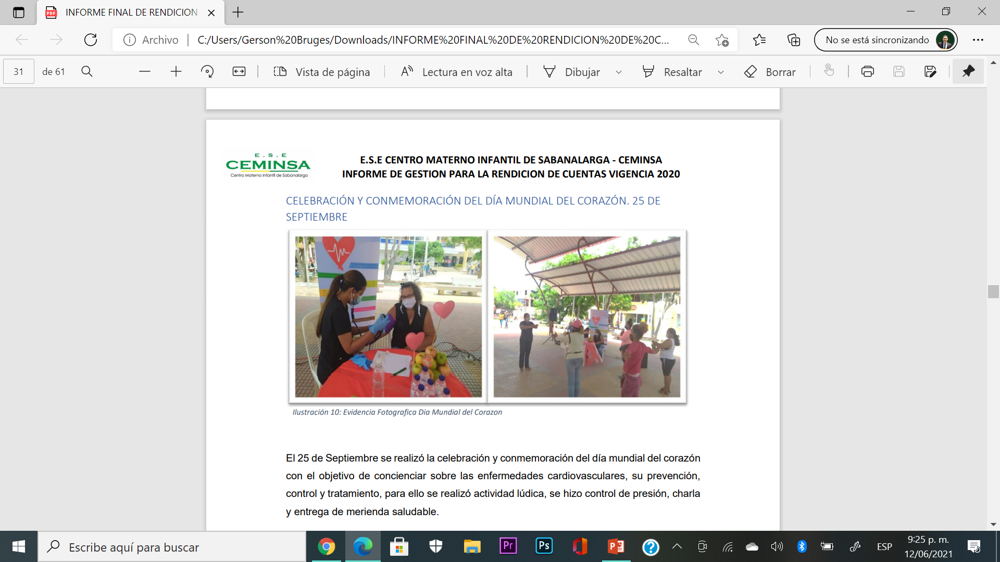 INFORME FINAL DE RENDICION
Archivo
C:/Users/Gerson%20Bruges/Downloads/INFORME%20FINAL%20DE%20RENDICION%20DE%20C...
No se está sincronizando
31 de 61
Vista de página
Lectura en voz alta
Dibujar
Resaltar
Borrar
E.S.E
CEMINSA
Centro Materno Infantil de Sabanalarga
E.S.E CENTRO MATERNO INFANTIL DE SABANALARGA - CEMINSA
INFORME DE GESTION PARA LA RENDICION DE CUENTAS VIGENCIA 2020
CELEBRACIÓN Y CONMEMORACIÓN DEL DÍA MUNDIAL DEL CORAZÓN. 25 DE
SEPTIEMBRE
Ilustración 10: Evidencia Fotografica Dia Mundial del Corazon
El 25 de Septiembre se realizó la celebración y conmemoración del día mundial del corazón
con el objetivo de concienciar sobre las enfermedades cardiovasculares, su prevención,
control y tratamiento, para ello se realizó actividad lúdica, se hizo control de presión, charla
y entrega de merienda saludable.
Escribe aquí para buscar
Pr
Ps
ESP
9:25 p. m.
12/06/2021